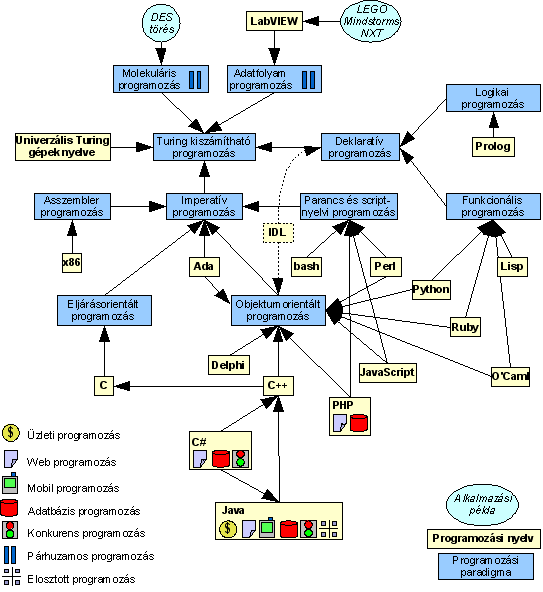 DES
törés
LabVIEW
LEGO
Mindstorms
NXT
Molekuláris
programozás
Adatfolyam
programozás
Logikai
programozás
Univerzális Turing
gépek nyelve
Turing kiszámítható
programozás
Deklaratív
programozás
Prolog
Asszembler
programozás
Imperatív
programozás
Parancs és script-
nyelvi programozás
Funkcionális
programozás
IDL
x86
Ada
bash
Perl
Lisp
Python
Eljárásorientált
programozás
Objektum orientált
programozás
Ruby
Delphi
JavaScript
O'Caml
C
C++
PHP
C#
Java
$
$ Üzleti programozás
Web programozás
Mobil programozás
Adatbázis programozás
Konkurens programozás
Párhuzamos programozás
Elosztott programozás
Alkalmazási
példa
Programozási nyelv
Programozási
paradigma